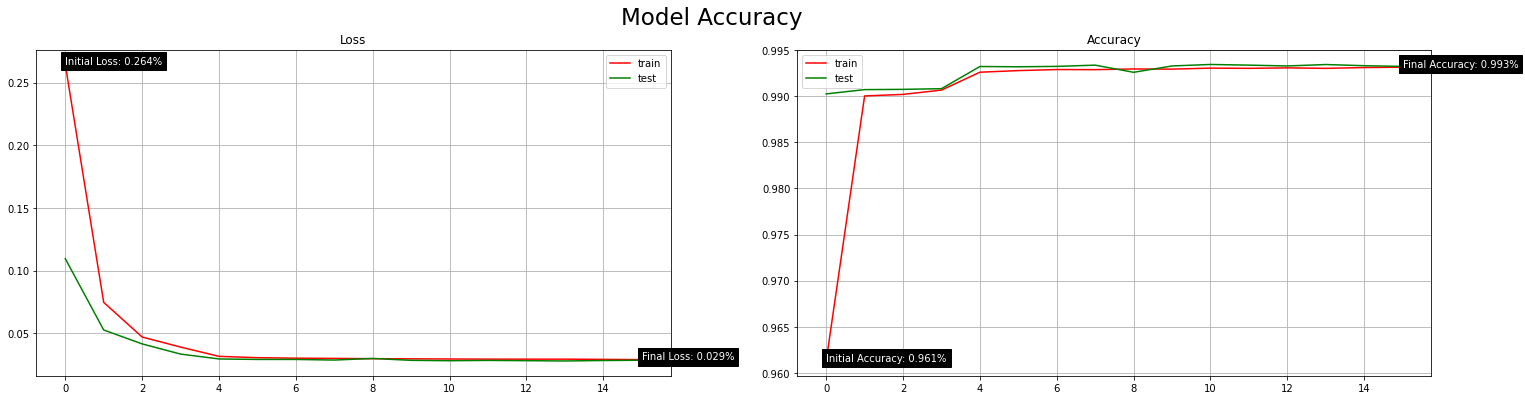 Model Accuracy
Loss
Initial Loss: 0.264%
train
test
0.25
0.20
0.15
0.10
0.05
Final Loss: 0.029%
0 2 4 6 8 10 12 14
Accuracy
0.995
train
test
Final Accuracy: 0.993%
0.990
0.985
0.980
0.975
0.970
0.965
Initial Accuracy: 0.961%
0.960
0 2 4 6 8 10 12 14